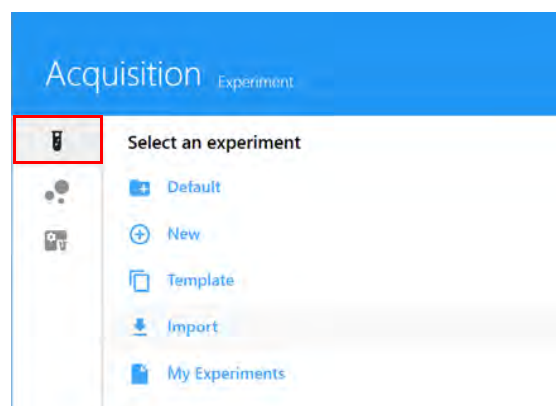 Acquisition Experiment
Select an experiment
Default
New
Template
Import
My Experiments